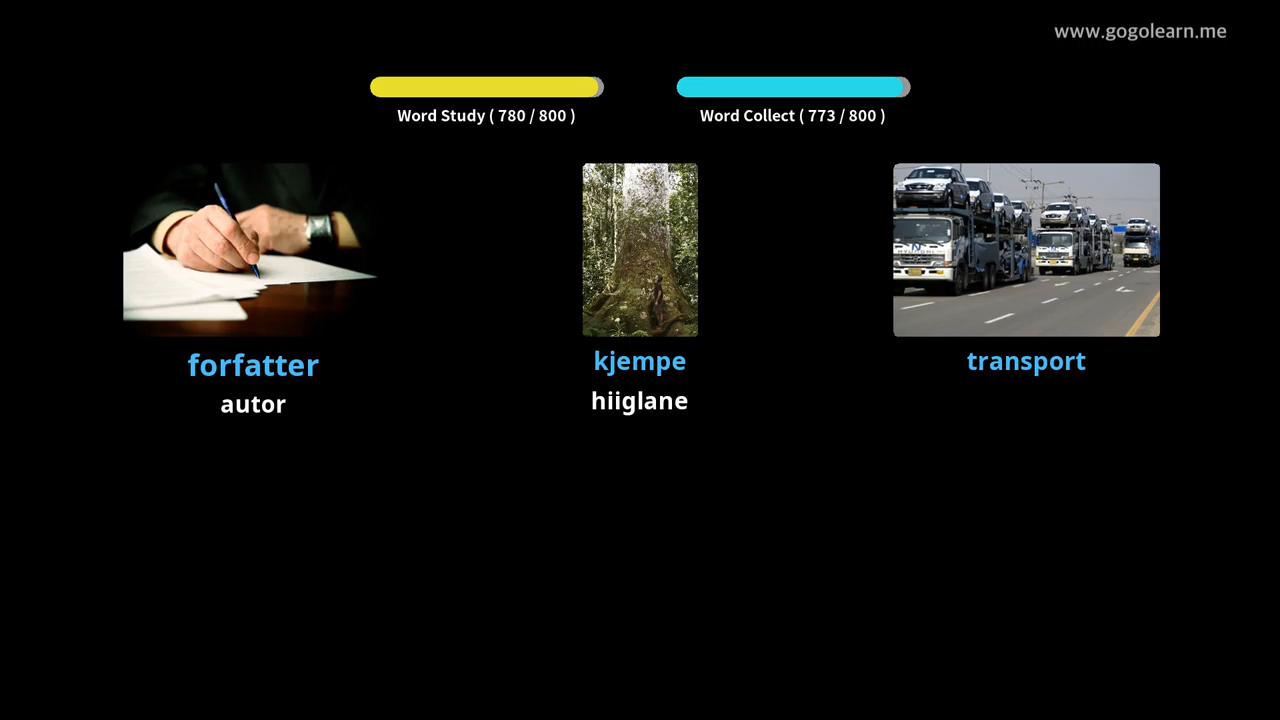 www.gogolearn.me
Word Study ( 780 / 800 )
Word Collect ( 773 / 800 )
forfatter
autor
kjempe
hiiglane
transport